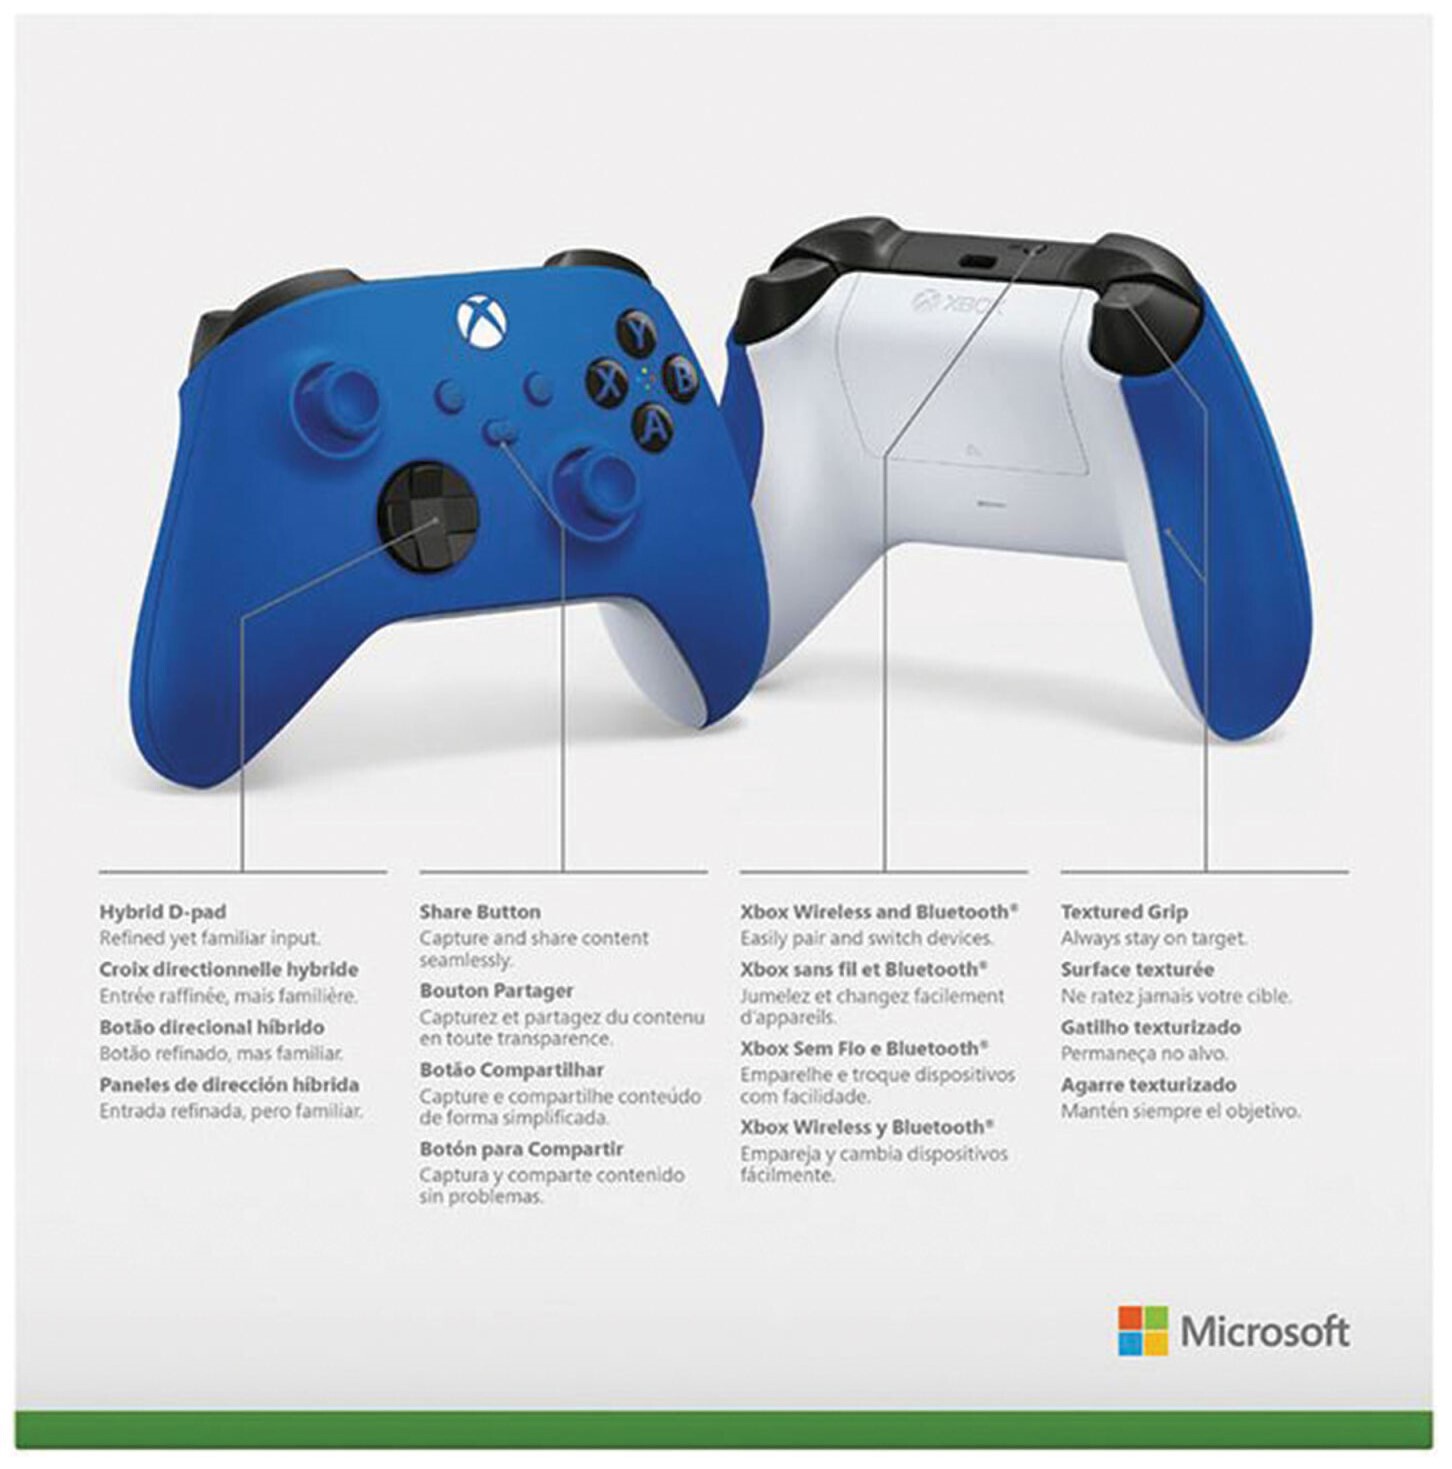 Y
X
B
A
XBOX
Hybrid D-pad
Refined yet familiar input.
Croix directionnelle hybride
Entrée raffinée, mais familière.
Botão direcional híbrido
Botão refinado, mas familiar.
Paneles de dirección híbrida
Entrada refinada, pero familiar.
Share Button
Capture and share content
seamlessly.
Bouton Partager
Capturez et partagez du contenu
en toute transparence.
Botão Compartilhar
Capture e compartilhe conteúdo
de forma simplificada.
Botón para Compartir
Captura y comparte contenido
sin problemas.
Xbox Wireless and Bluetooth®
Easily pair and switch devices.
Xbox sans fil et Bluetooth®
Jumelez et changez facilement
d'appareils.
Xbox Sem Fio e Bluetooth®
Emparelhe e troque dispositivos
com facilidade.
Xbox Wireless y Bluetooth®
Empareja y cambia dispositivos
fácilmente.
Textured Grip
Always stay on target.
Surface texturée
Ne ratez jamais votre cible.
Gatilho texturizado
Permaneça no alvo.
Agarre texturizado
Mantén siempre el objetivo.
Microsoft